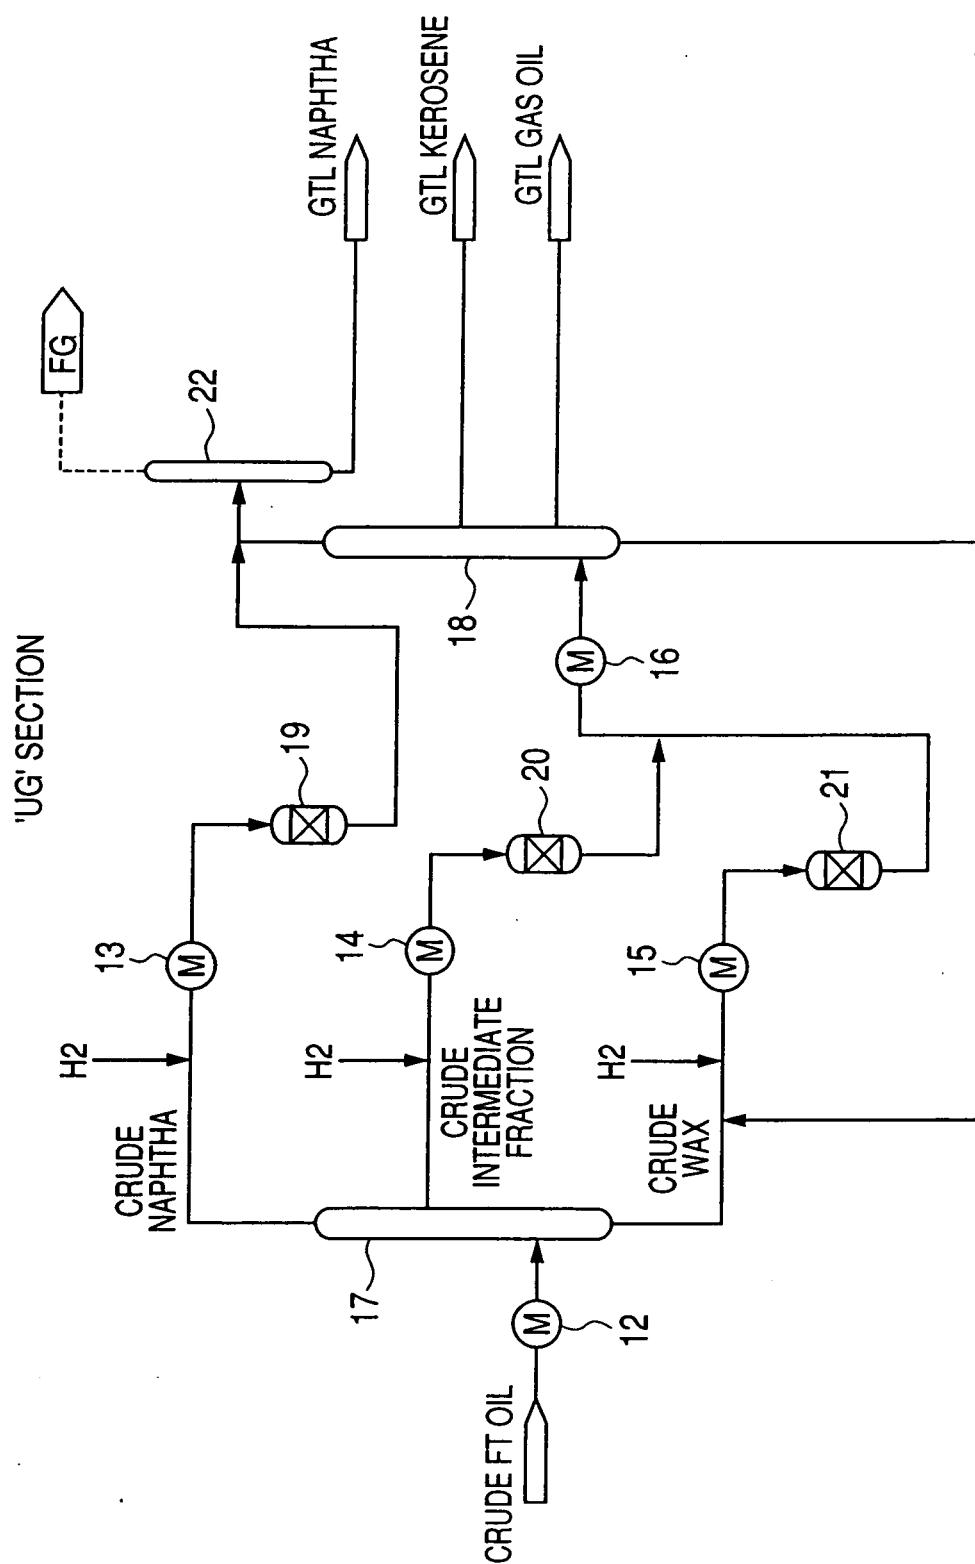 'UG' SECTION
FG
22
GTL NAPHTHA
GTL KEROSENE
GTL GAS OIL
H2
13
M
19
CRUDE
NAPHTHA
H2
14
M
20
CRUDE
INTERMEDIATE
FRACTION
18
M
16
H2
15
M
21
CRUDE
WAX
17
M
12
CRUDE FT OIL